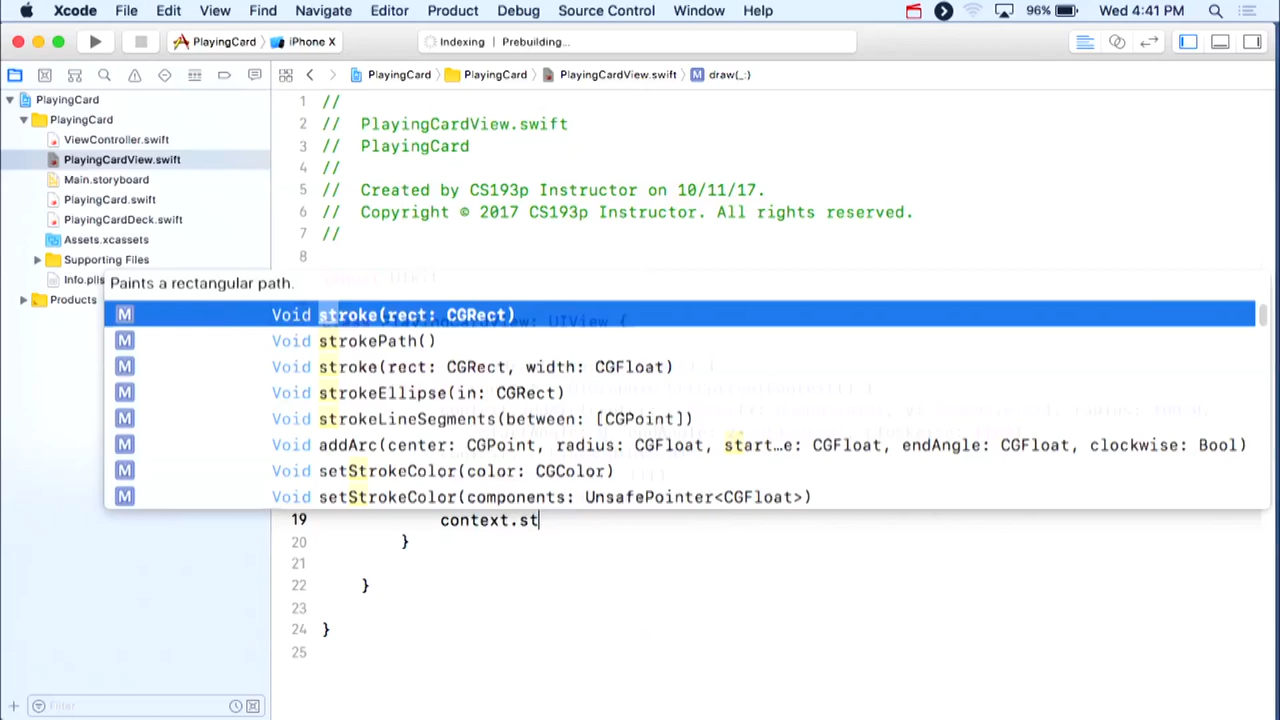 Xcode File Edit View Find Navigate Editor Product Debug Source Control Window Help 96% Wed 4:41 PM
PlayingCard iPhone X Indexing | Prebuilding...
PlayingCard PlayingCard PlayingCardView.swift M draw(_:)
PlayingCard
PlayingCard
ViewController.swift
PlayingCardView.swift
Main.storyboard
PlayingCard.swift
PlayingCardDeck.swift
Assets.xcassets
Supporting Files
Info.plis
Products
1 //
2 // PlayingCardView.swift
3 // PlayingCard
4 //
5 // Created by CS193p Instructor on 10/11/17.
6 // Copyright © 2017 CS193p Instructor. All rights reserved.
7 //
8
Paints a rectangular path.
M Void stroke(rect: CGRect)
M Void strokePath()
M Void stroke(rect: CGRect, width: CGFloat)
M Void strokeEllipse(in: CGRect)
M Void strokeLineSegments(between: [CGPoint])
M Void addArc(center: CGPoint, radius: CGFloat, start…e: CGFloat, endAngle: CGFloat, clockwise: Bool)
M Void setStrokeColor(color: CGColor)
M Void setStrokeColor(components: UnsafePointer<CGFloat>)
19 context.st
20 }
21
22 }
23
24 }
25
Filter